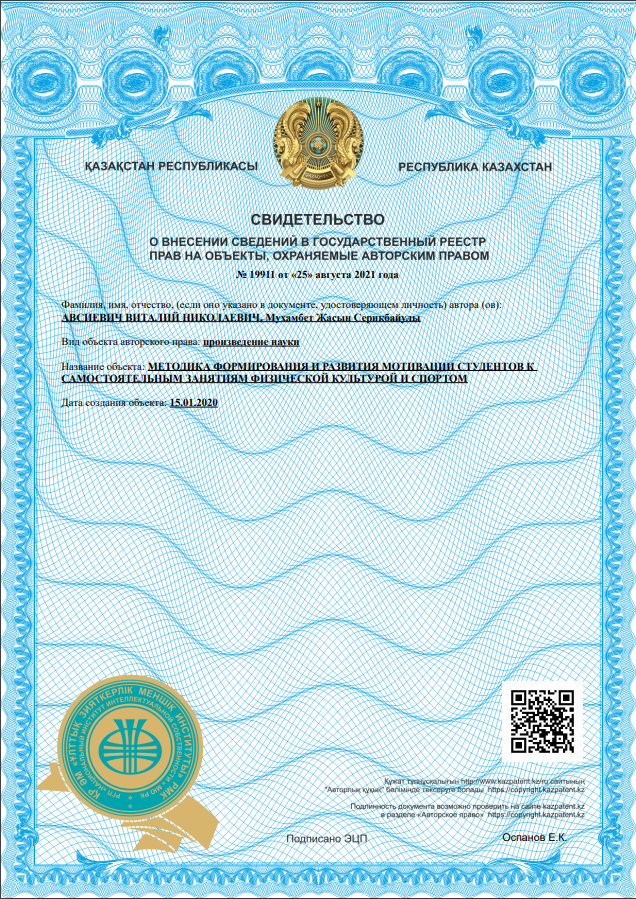 ҚАЗАҚСТАН РЕСПУБЛИКАСЫ
РЕСПУБЛИКА КАЗАХСТАН
СВИДЕТЕЛЬСТВО
О ВНЕСЕНИИ СВЕДЕНИЙ В ГОСУДАРСТВЕННЫЙ РЕЕСТР
ПРАВ НА ОБЪЕКТЫ, ОХРАНЯЕМЫЕ АВТОРСКИМ ПРАВОМ
№ 19911 от «25» августа 2021 года
Фамилия, имя, отчество, (если оно указано в документе, удостоверяющем личность) автора (ов):
АВСИЕВИЧ ВИТАЛИЙ НИКОЛАЕВИЧ, Мухамбет Жасын Серикбайулы
Вид объекта авторского права: произведение науки
Название объекта: МЕТОДИКА ФОРМИРОВАНИЯ И РАЗВИТИЯ МОТИВАЦИИ СТУДЕНТОВ К
САМОСТОЯТЕЛЬНЫМ ЗАНЯТИЯМ ФИЗИЧЕСКОЙ КУЛЬТУРОЙ И СПОРТОМ
Дата создания объекта: 15.01.2020
ҚР ӘМ «ҰЛТТЫҚ ЗИЯТКЕРЛІК МЕНШІК ИНСТИТУТЫ» РМК
Құжат түпнұсқалығын http://www.kazpatent.kz/ru сайтының
"Авторлық құқық" бөлімінде тексеруге болады https://copyright.kazpatent.kz
Подлинность документа возможно проверить на сайте kazpatent.kz
в разделе «Авторское право» https://copyright.kazpatent.kz
Подписано ЭЦП
Оспанов Е.К.